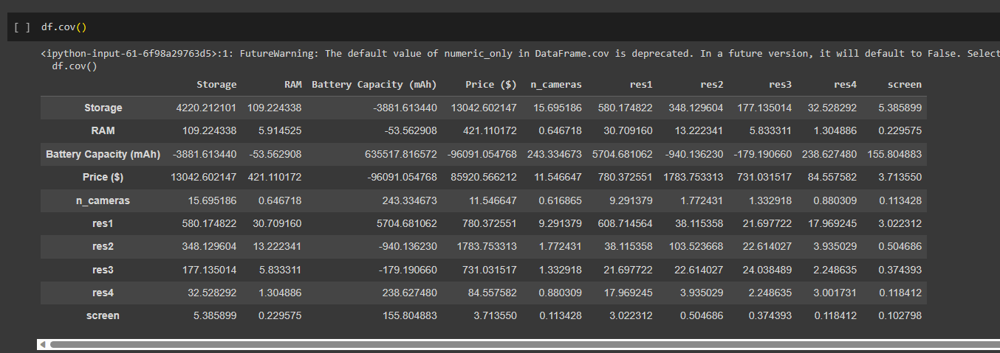 [ ] df.cov()
<ipython-input-61-6f98a29763d5>:1: FutureWarning: The default value of numeric_only in DataFrame.cov is deprecated. In a future version, it will default to False. Select
df.cov()
Storage RAM Battery Capacity (mAh) Price ($) n_cameras res1 res2 res3 res4 screen
Storage 4220.212101 109.224338 -3881.613440 13042.602147 15.695186 580.174822 348.129604 177.135014 32.528292 5.385899
RAM 109.224338 5.914525 -53.562908 421.110172 0.646718 30.709160 13.222341 5.833311 1.304886 0.229575
Battery Capacity (mAh) -3881.613440 -53.562908 635517.816572 -96091.054768 243.334673 5704.681062 -940.136230 -179.190660 238.627480 155.804883
Price ($) 13042.602147 421.110172 -96091.054768 85920.566212 11.546647 780.372551 1783.753313 731.031517 84.557582 3.713550
n_cameras 15.695186 0.646718 243.334673 11.546647 0.616865 9.291379 1.772431 1.332918 0.880309 0.113428
res1 580.174822 30.709160 5704.681062 780.372551 9.291379 608.714564 38.115358 21.697722 17.969245 3.022312
res2 348.129604 13.222341 -940.136230 1783.753313 1.772431 38.115358 103.523668 22.614027 3.935029 0.504686
res3 177.135014 5.833311 -179.190660 731.031517 1.332918 21.697722 22.614027 24.038489 2.248635 0.374393
res4 32.528292 1.304886 238.627480 84.557582 0.880309 17.969245 3.935029 2.248635 3.001731 0.118412
screen 5.385899 0.229575 155.804883 3.713550 0.113428 3.022312 0.504686 0.374393 0.118412 0.102798